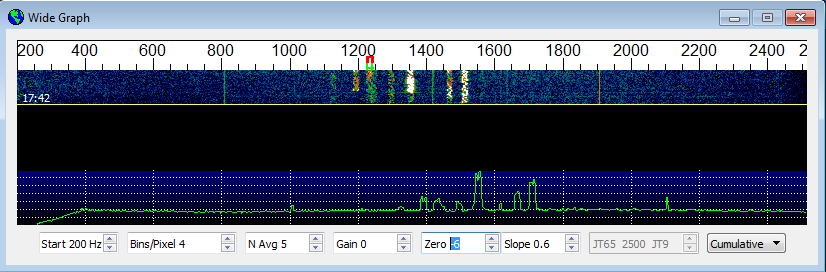 Wide Graph
200 400 600 800 1000 1200 1400 1600 1800 2000 2200 2400 2
17:42
Start 200 Hz Bins/Pixel 4 N Avg 5 Gain 0 Zero -6 Slope 0.6 JT65 2500 JT9 Cumulative